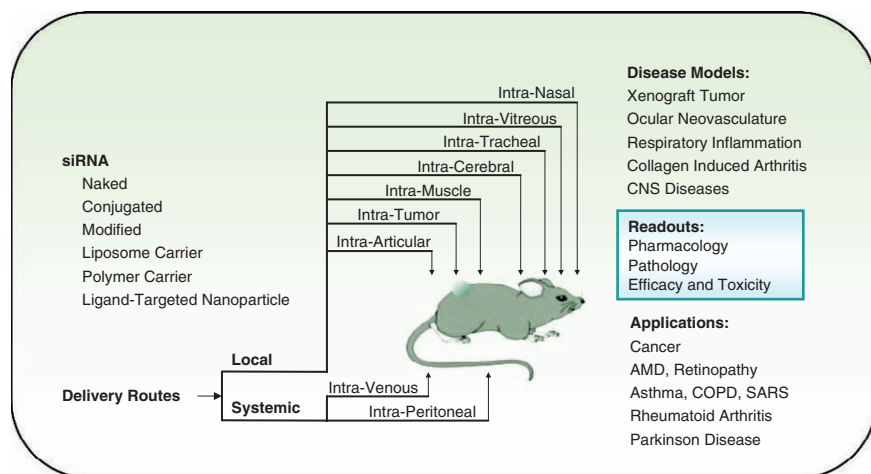 siRNA
Naked
Conjugated
Modified
Liposome Carrier
Polymer Carrier
Ligand-Targeted Nanoparticle
Delivery Routes
Local
Systemic
Intra-Nasal
Intra-Vitreous
Intra-Tracheal
Intra-Cerebral
Intra-Muscle
Intra-Tumor
Intra-Articular
Intra-Venous
Intra-Peritoneal
Disease Models:
Xenograft Tumor
Ocular Neovasculature
Respiratory Inflammation
Collagen Induced Arthritis
CNS Diseases
Readouts:
Pharmacology
Pathology
Efficacy and Toxicity
Applications:
Cancer
AMD, Retinopathy
Asthma, COPD, SARS
Rheumatoid Arthritis
Parkinson Disease